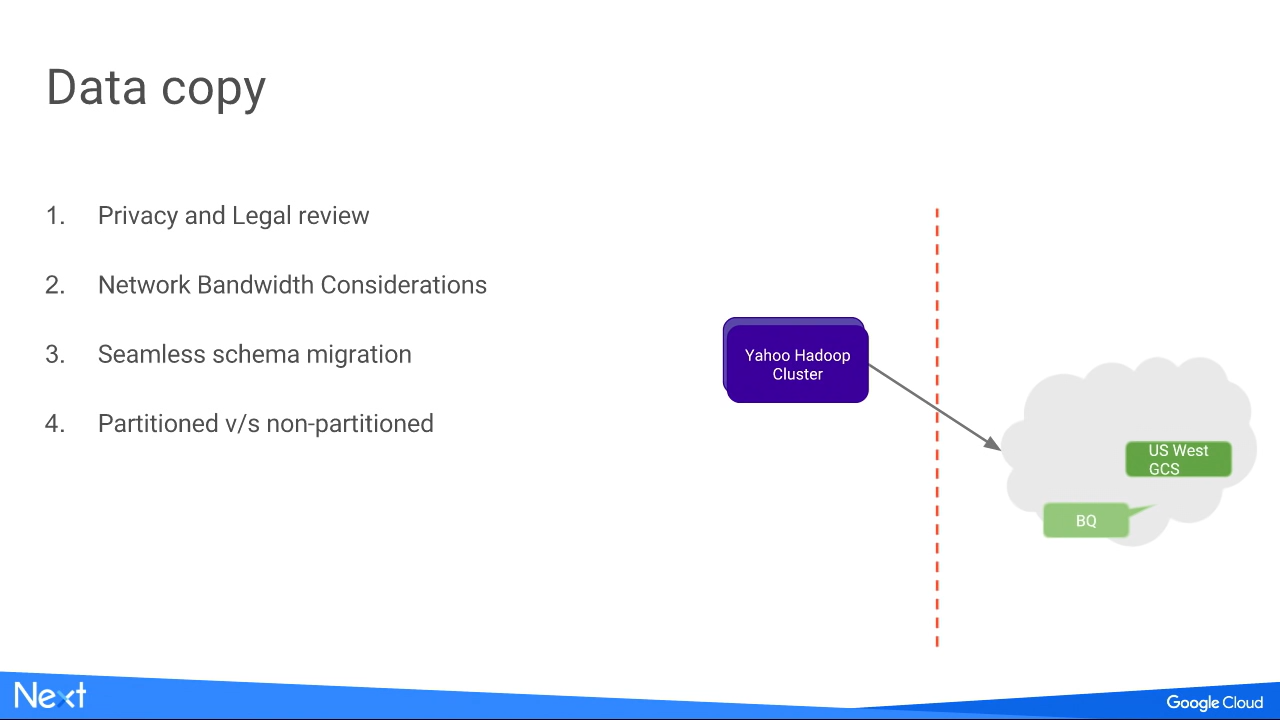 Data copy
1. Privacy and Legal review
2. Network Bandwidth Considerations
3. Seamless schema migration
4. Partitioned v/s non-partitioned
Yahoo Hadoop
Cluster
US West
GCS
BQ
Next
Google Cloud